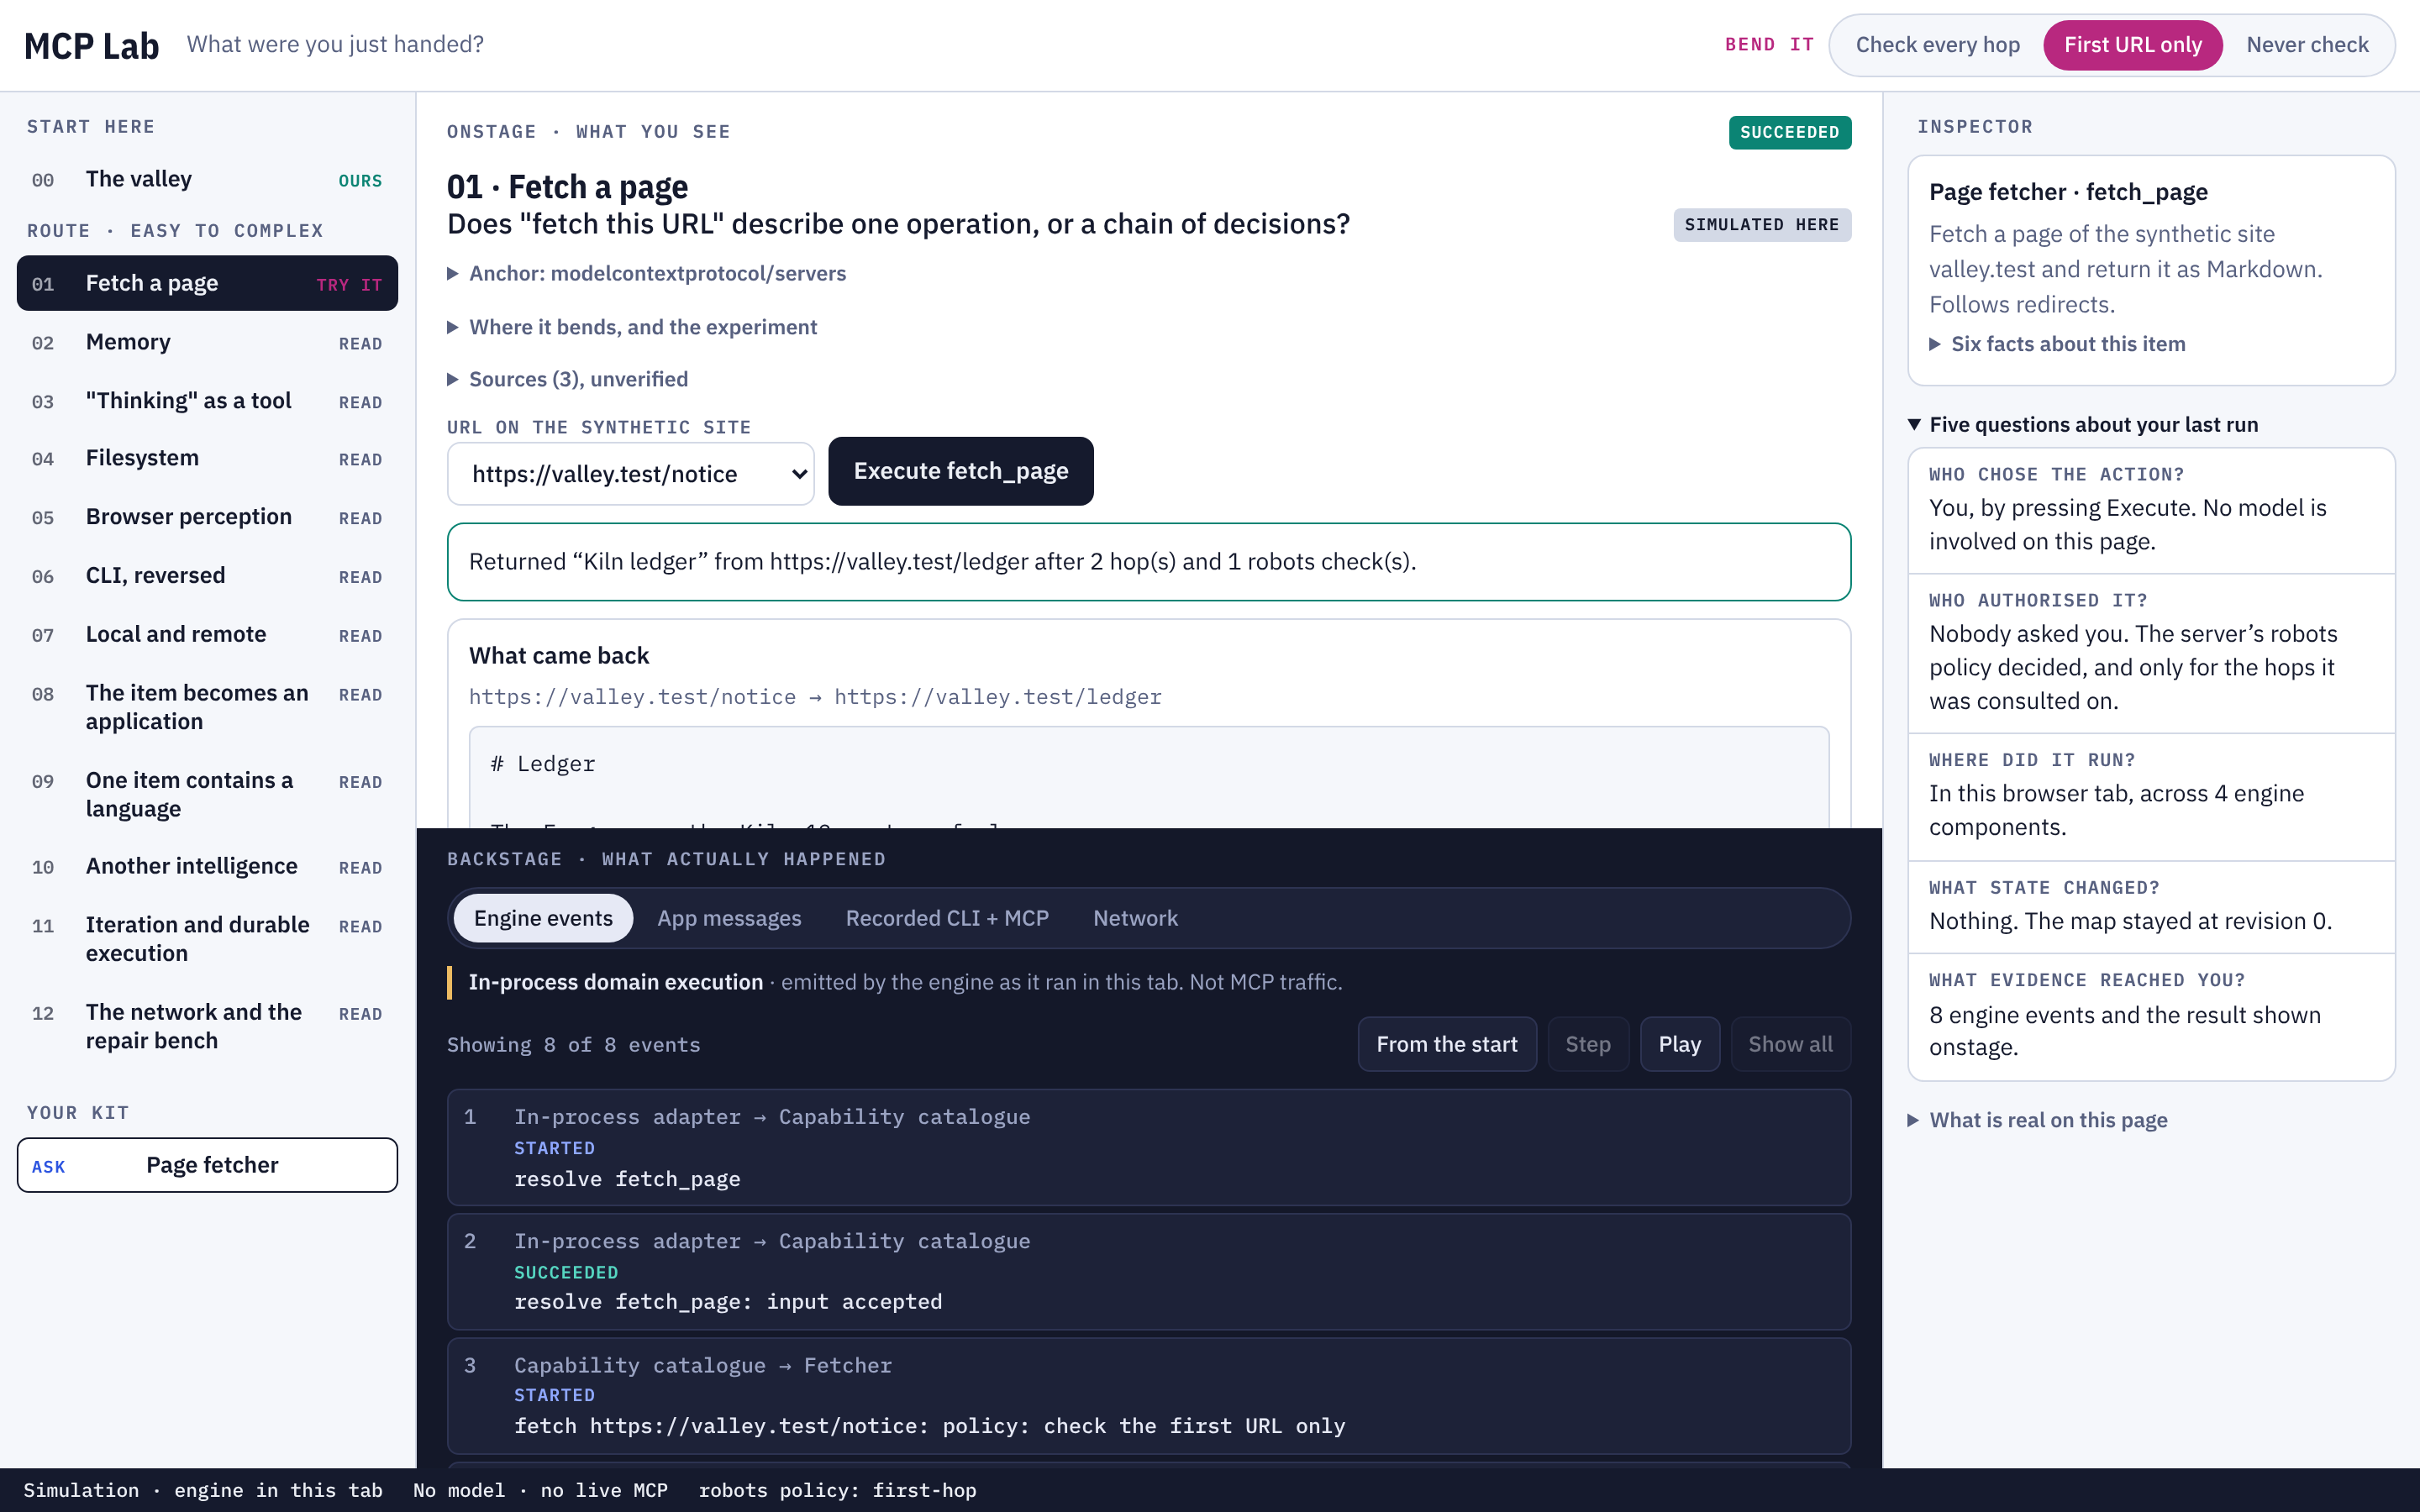 MCP Lab
What were you just handed?
BEND IT
Check every hop
First URL only
Never check
START HERE
00 The valley OURS
ROUTE · EASY TO COMPLEX
01 Fetch a page TRY IT
02 Memory READ
03 "Thinking" as a tool READ
04 Filesystem READ
05 Browser perception READ
06 CLI, reversed READ
07 Local and remote READ
08 The item becomes an READ
application
09 One item contains a READ
language
10 Another intelligence READ
11 Iteration and durable READ
execution
12 The network and the READ
repair bench
YOUR KIT
ASK Page fetcher
ONSTAGE · WHAT YOU SEE
SUCCEEDED
01 · Fetch a page
Does "fetch this URL" describe one operation, or a chain of decisions?
SIMULATED HERE
▶ Anchor: modelcontextprotocol/servers
▶ Where it bends, and the experiment
▶ Sources (3), unverified
URL ON THE SYNTHETIC SITE
https://valley.test/notice
Execute fetch_page
Returned “Kiln ledger” from https://valley.test/ledger after 2 hop(s) and 1 robots check(s).
What came back
https://valley.test/notice → https://valley.test/ledger
# Ledger
BACKSTAGE · WHAT ACTUALLY HAPPENED
Engine events
App messages
Recorded CLI + MCP
Network
In-process domain execution · emitted by the engine as it ran in this tab. Not MCP traffic.
Showing 8 of 8 events
From the start
Step
Play
Show all
1 In-process adapter → Capability catalogue
STARTED
resolve fetch_page
2 In-process adapter → Capability catalogue
SUCCEEDED
resolve fetch_page: input accepted
3 Capability catalogue → Fetcher
STARTED
fetch https://valley.test/notice: policy: check the first URL only
INSPECTOR
Page fetcher · fetch_page
Fetch a page of the synthetic site
valley.test and return it as Markdown.
Follows redirects.
▶ Six facts about this item
▼ Five questions about your last run
WHO CHOSE THE ACTION?
You, by pressing Execute. No model is
involved on this page.
WHO AUTHORISED IT?
Nobody asked you. The server’s robots
policy decided, and only for the hops it
was consulted on.
WHERE DID IT RUN?
In this browser tab, across 4 engine
components.
WHAT STATE CHANGED?
Nothing. The map stayed at revision 0.
WHAT EVIDENCE REACHED YOU?
8 engine events and the result shown
onstage.
▶ What is real on this page
Simulation · engine in this tab
No model · no live MCP
robots policy: first-hop